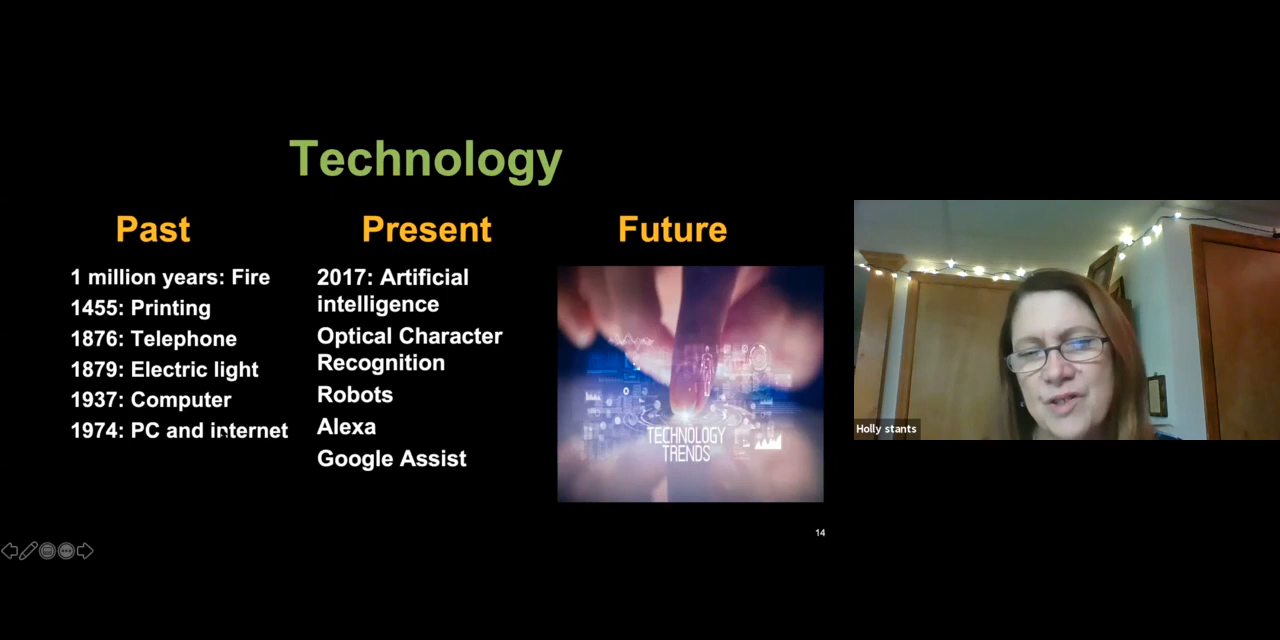 Technology
Past
Present
Future
1 million years: Fire
1455: Printing
1876: Telephone
1879: Electric light
1937: Computer
1974: PC and internet
2017: Artificial
intelligence
Optical Character
Recognition
Robots
Alexa
Google Assist
TECHNOLOGY
TRENDS
Holly stants
14